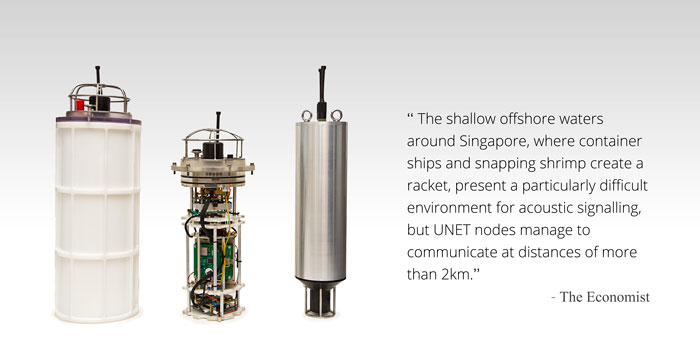 “ The shallow offshore waters
around Singapore, where container
ships and snapping shrimp create a
racket, present a particularly difficult
environment for acoustic signalling,
but UNET nodes manage to
communicate at distances of more
than 2km.”
- The Economist